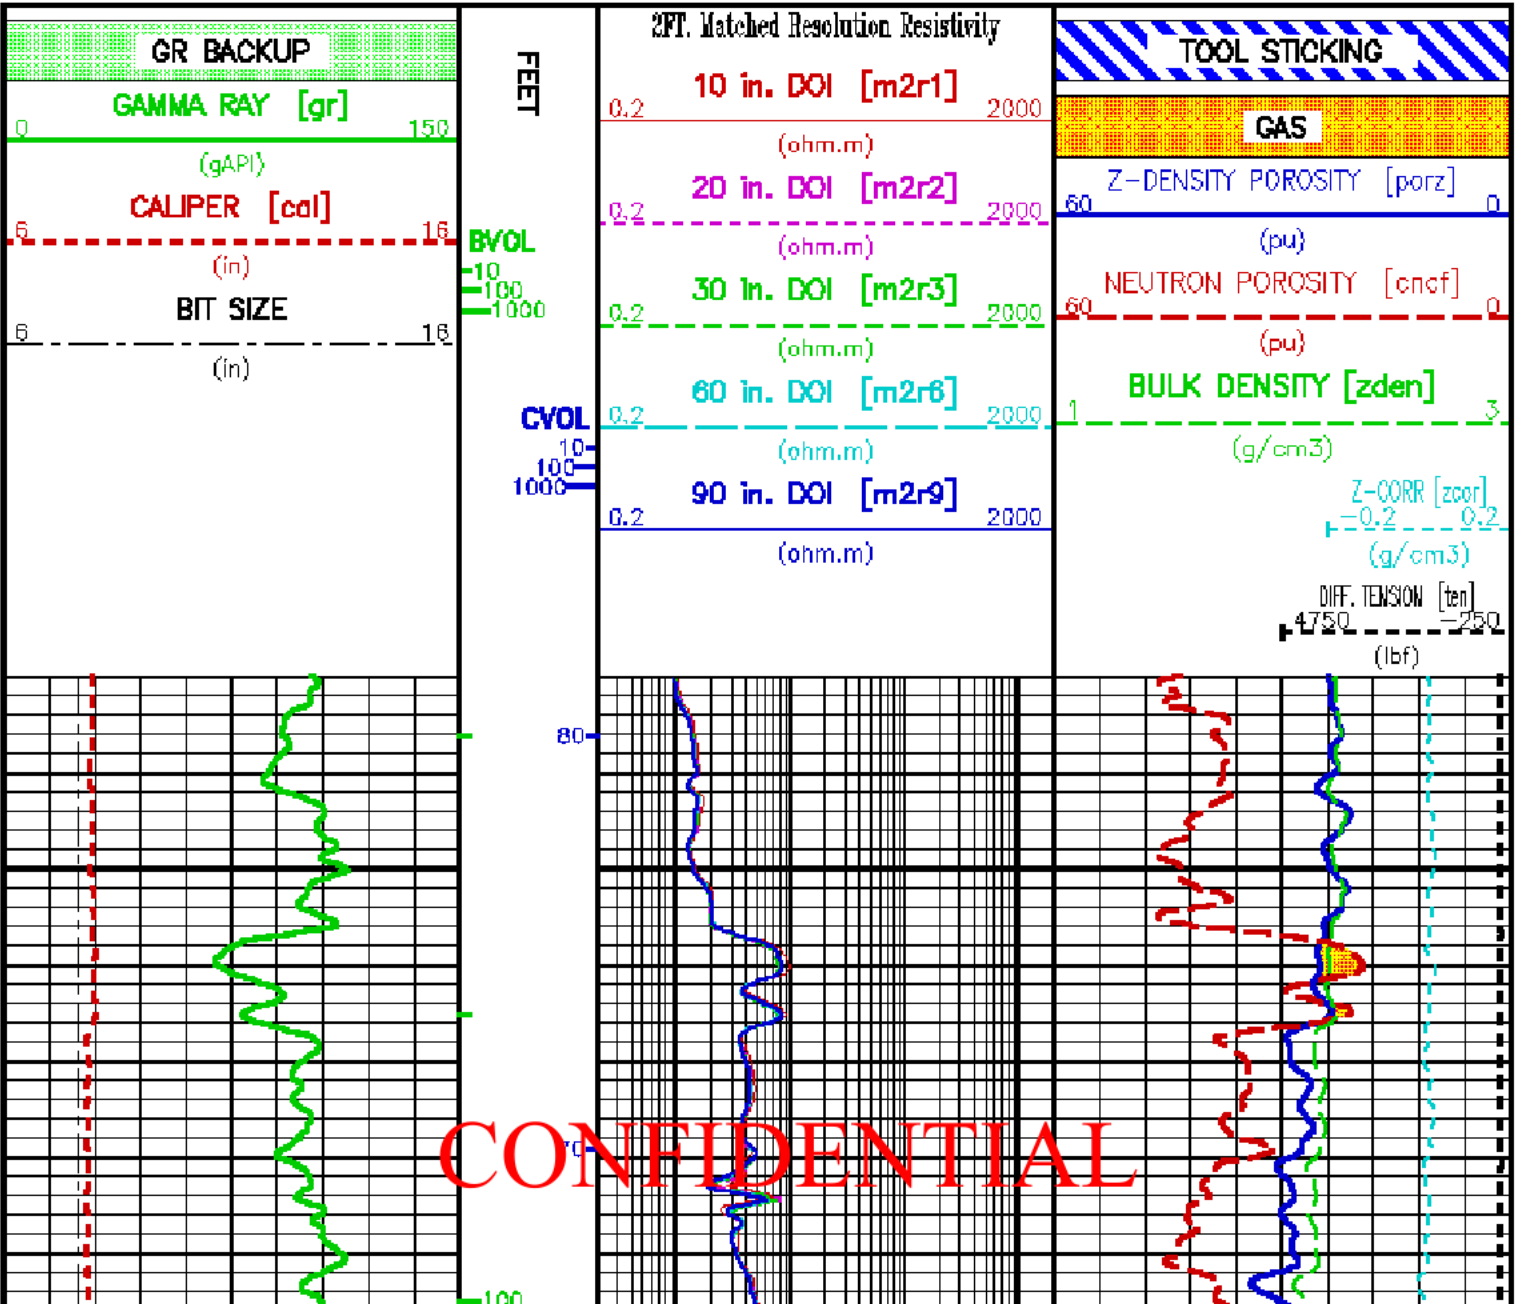 GR BACKUP
GAMMA RAY [gr]
0 150
(gAPI)
CALIPER [cal]
6 16
(in)
BIT SIZE
6 16
(in)
FEET
BVOL
10
100
1000
CVOL
10
100
1000
2FT. Matched Resolution Resistivity
10 in. DOI [m2r1]
0.2 2000
(ohm.m)
20 in. DOI [m2r2]
0.2 2000
(ohm.m)
30 in. DOI [m2r3]
0.2 2000
(ohm.m)
60 in. DOI [m2r6]
0.2 2000
(ohm.m)
90 in. DOI [m2r9]
0.2 2000
(ohm.m)
TOOL STICKING
GAS
Z-DENSITY POROSITY [porz]
60 0
(pu)
NEUTRON POROSITY [cncf]
60 0
(pu)
BULK DENSITY [zden]
1 3
(g/cm3)
Z-CORR [zcor]
-0.2 0.2
(g/cm3)
DIFF. TENSION [ten]
4750 -250
(lbf)
80
CONFIDENTIAL
100